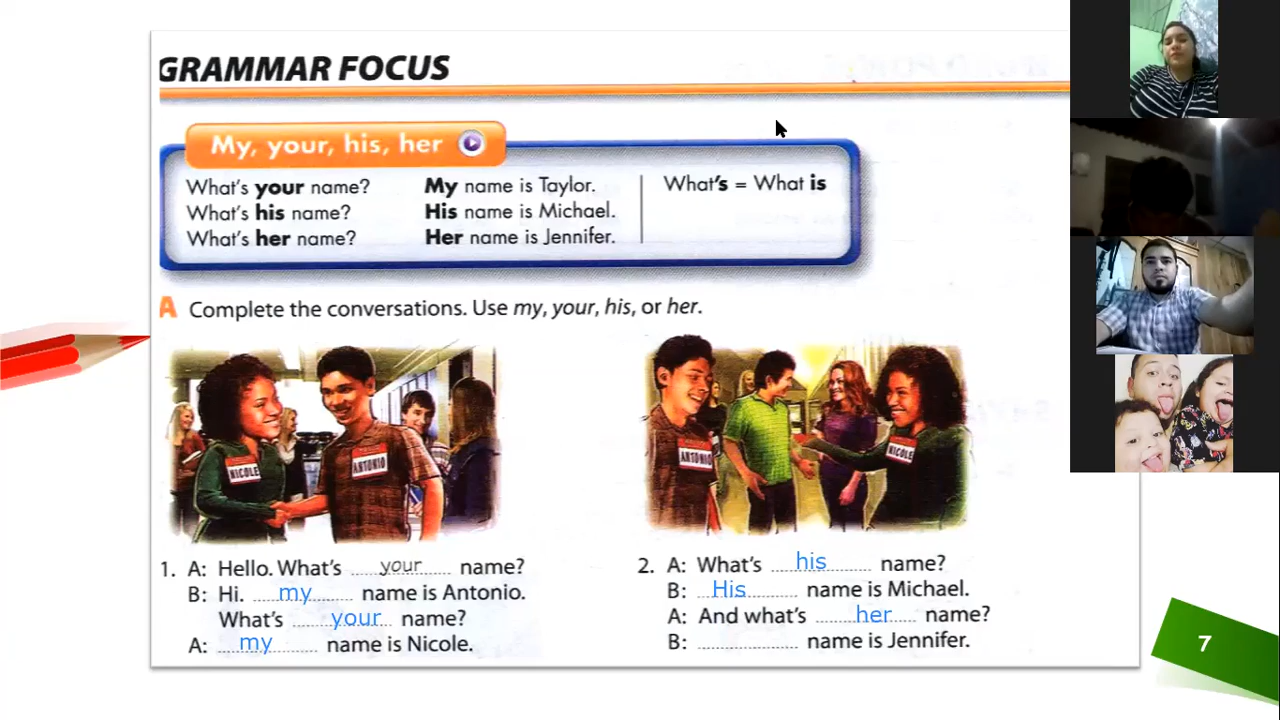 GRAMMAR FOCUS
My, your, his, her
What's your name? My name is Taylor. What's = What is
What's his name? His name is Michael.
What's her name? Her name is Jennifer.
A Complete the conversations. Use my, your, his, or her.
NICOLE ANTONIO
ANTONIO NICOLE
1. A: Hello. What's your name?
B: Hi. my name is Antonio.
What's your name?
A: my name is Nicole.
2. A: What's his name?
B: His name is Michael.
A: And what's her name?
B: name is Jennifer.
7